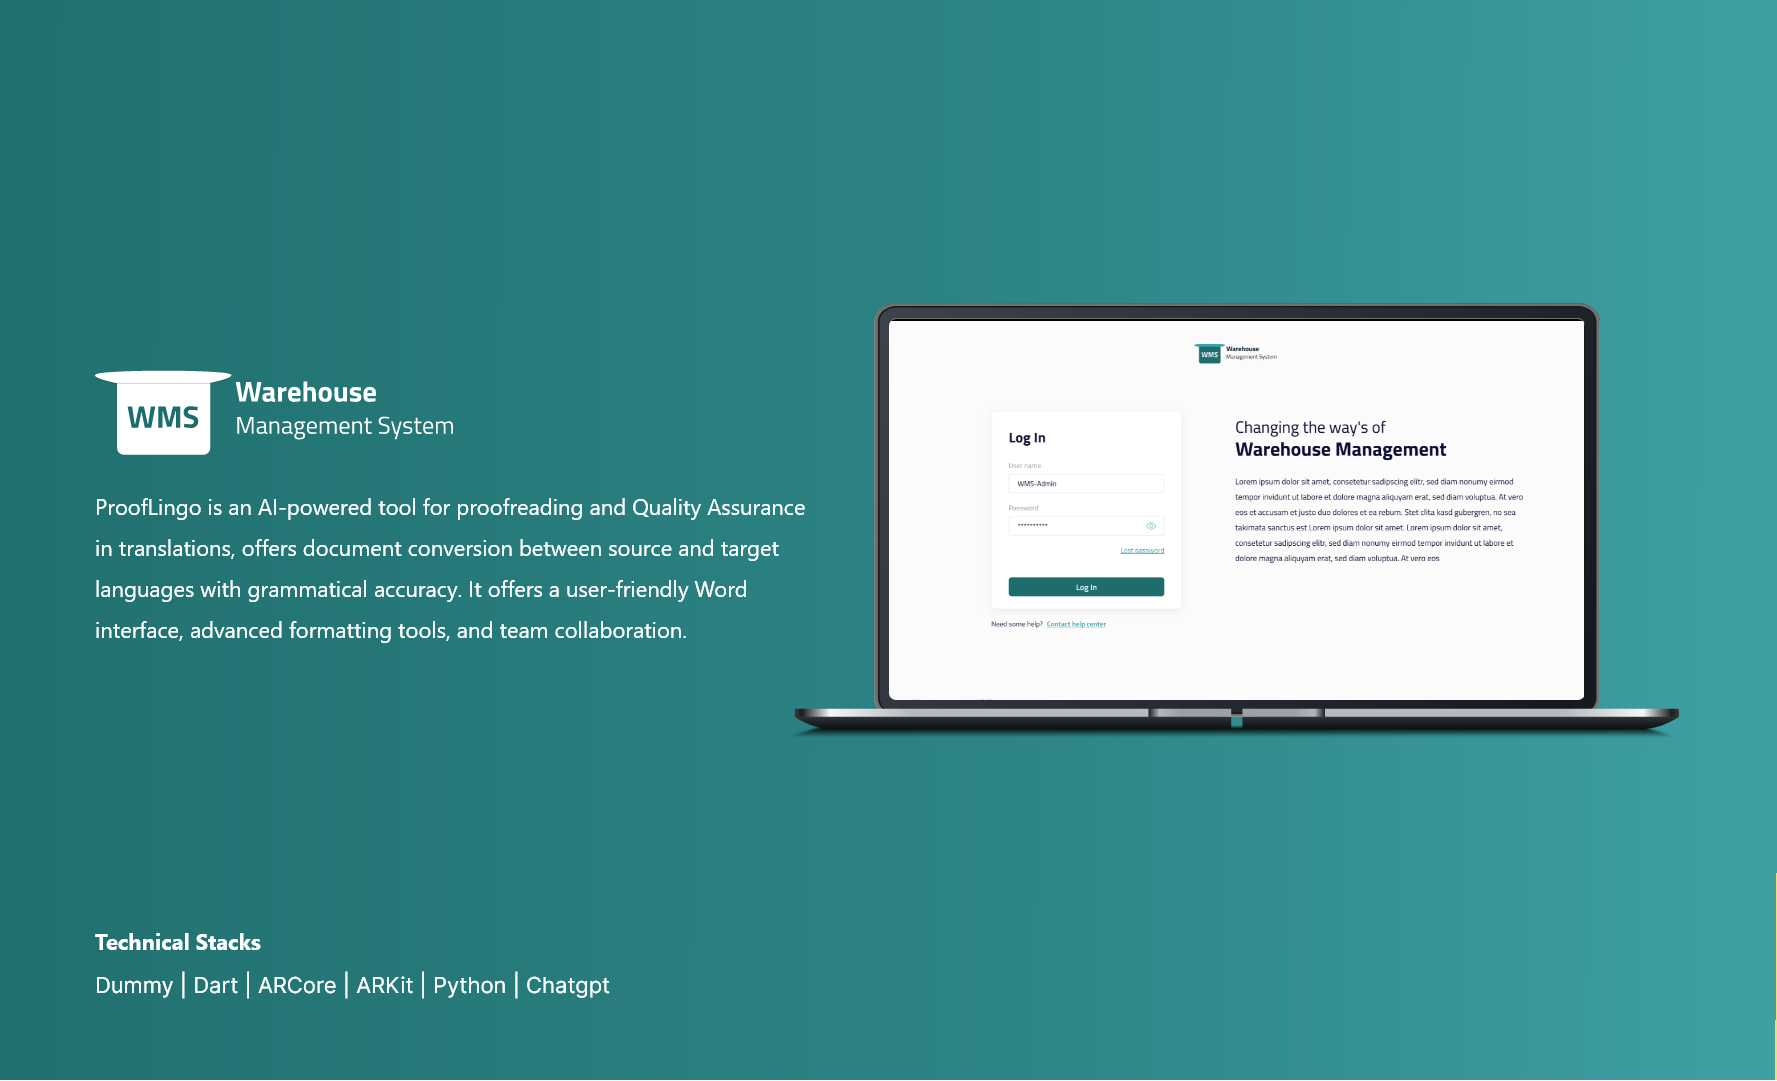 WMS
Warehouse
Management System
ProofLingo is an AI-powered tool for proofreading and Quality Assurance
in translations, offers document conversion between source and target
languages with grammatical accuracy. It offers a user-friendly Word
interface, advanced formatting tools, and team collaboration.
Technical Stacks
Dummy | Dart | ARCore | ARKit | Python | Chatgpt
WMS
Warehouse
Management System
Log In
User name
WMS-Admin
Password
**********
Lost password
Log In
Need some help? Contact help center
Changing the way's of
Warehouse Management
Lorem ipsum dolor sit amet, consetetur sadipscing elitr, sed diam nonumy eirmod
tempor invidunt ut labore et dolore magna aliquyam erat, sed diam voluptua. At vero
eos et accusam et justo duo dolores et ea rebum. Stet clita kasd gubergren, no sea
takimata sanctus est Lorem ipsum dolor sit amet. Lorem ipsum dolor sit amet,
consetetur sadipscing elitr, sed diam nonumy eirmod tempor invidunt ut labore et
dolore magna aliquyam erat, sed diam voluptua. At vero eos